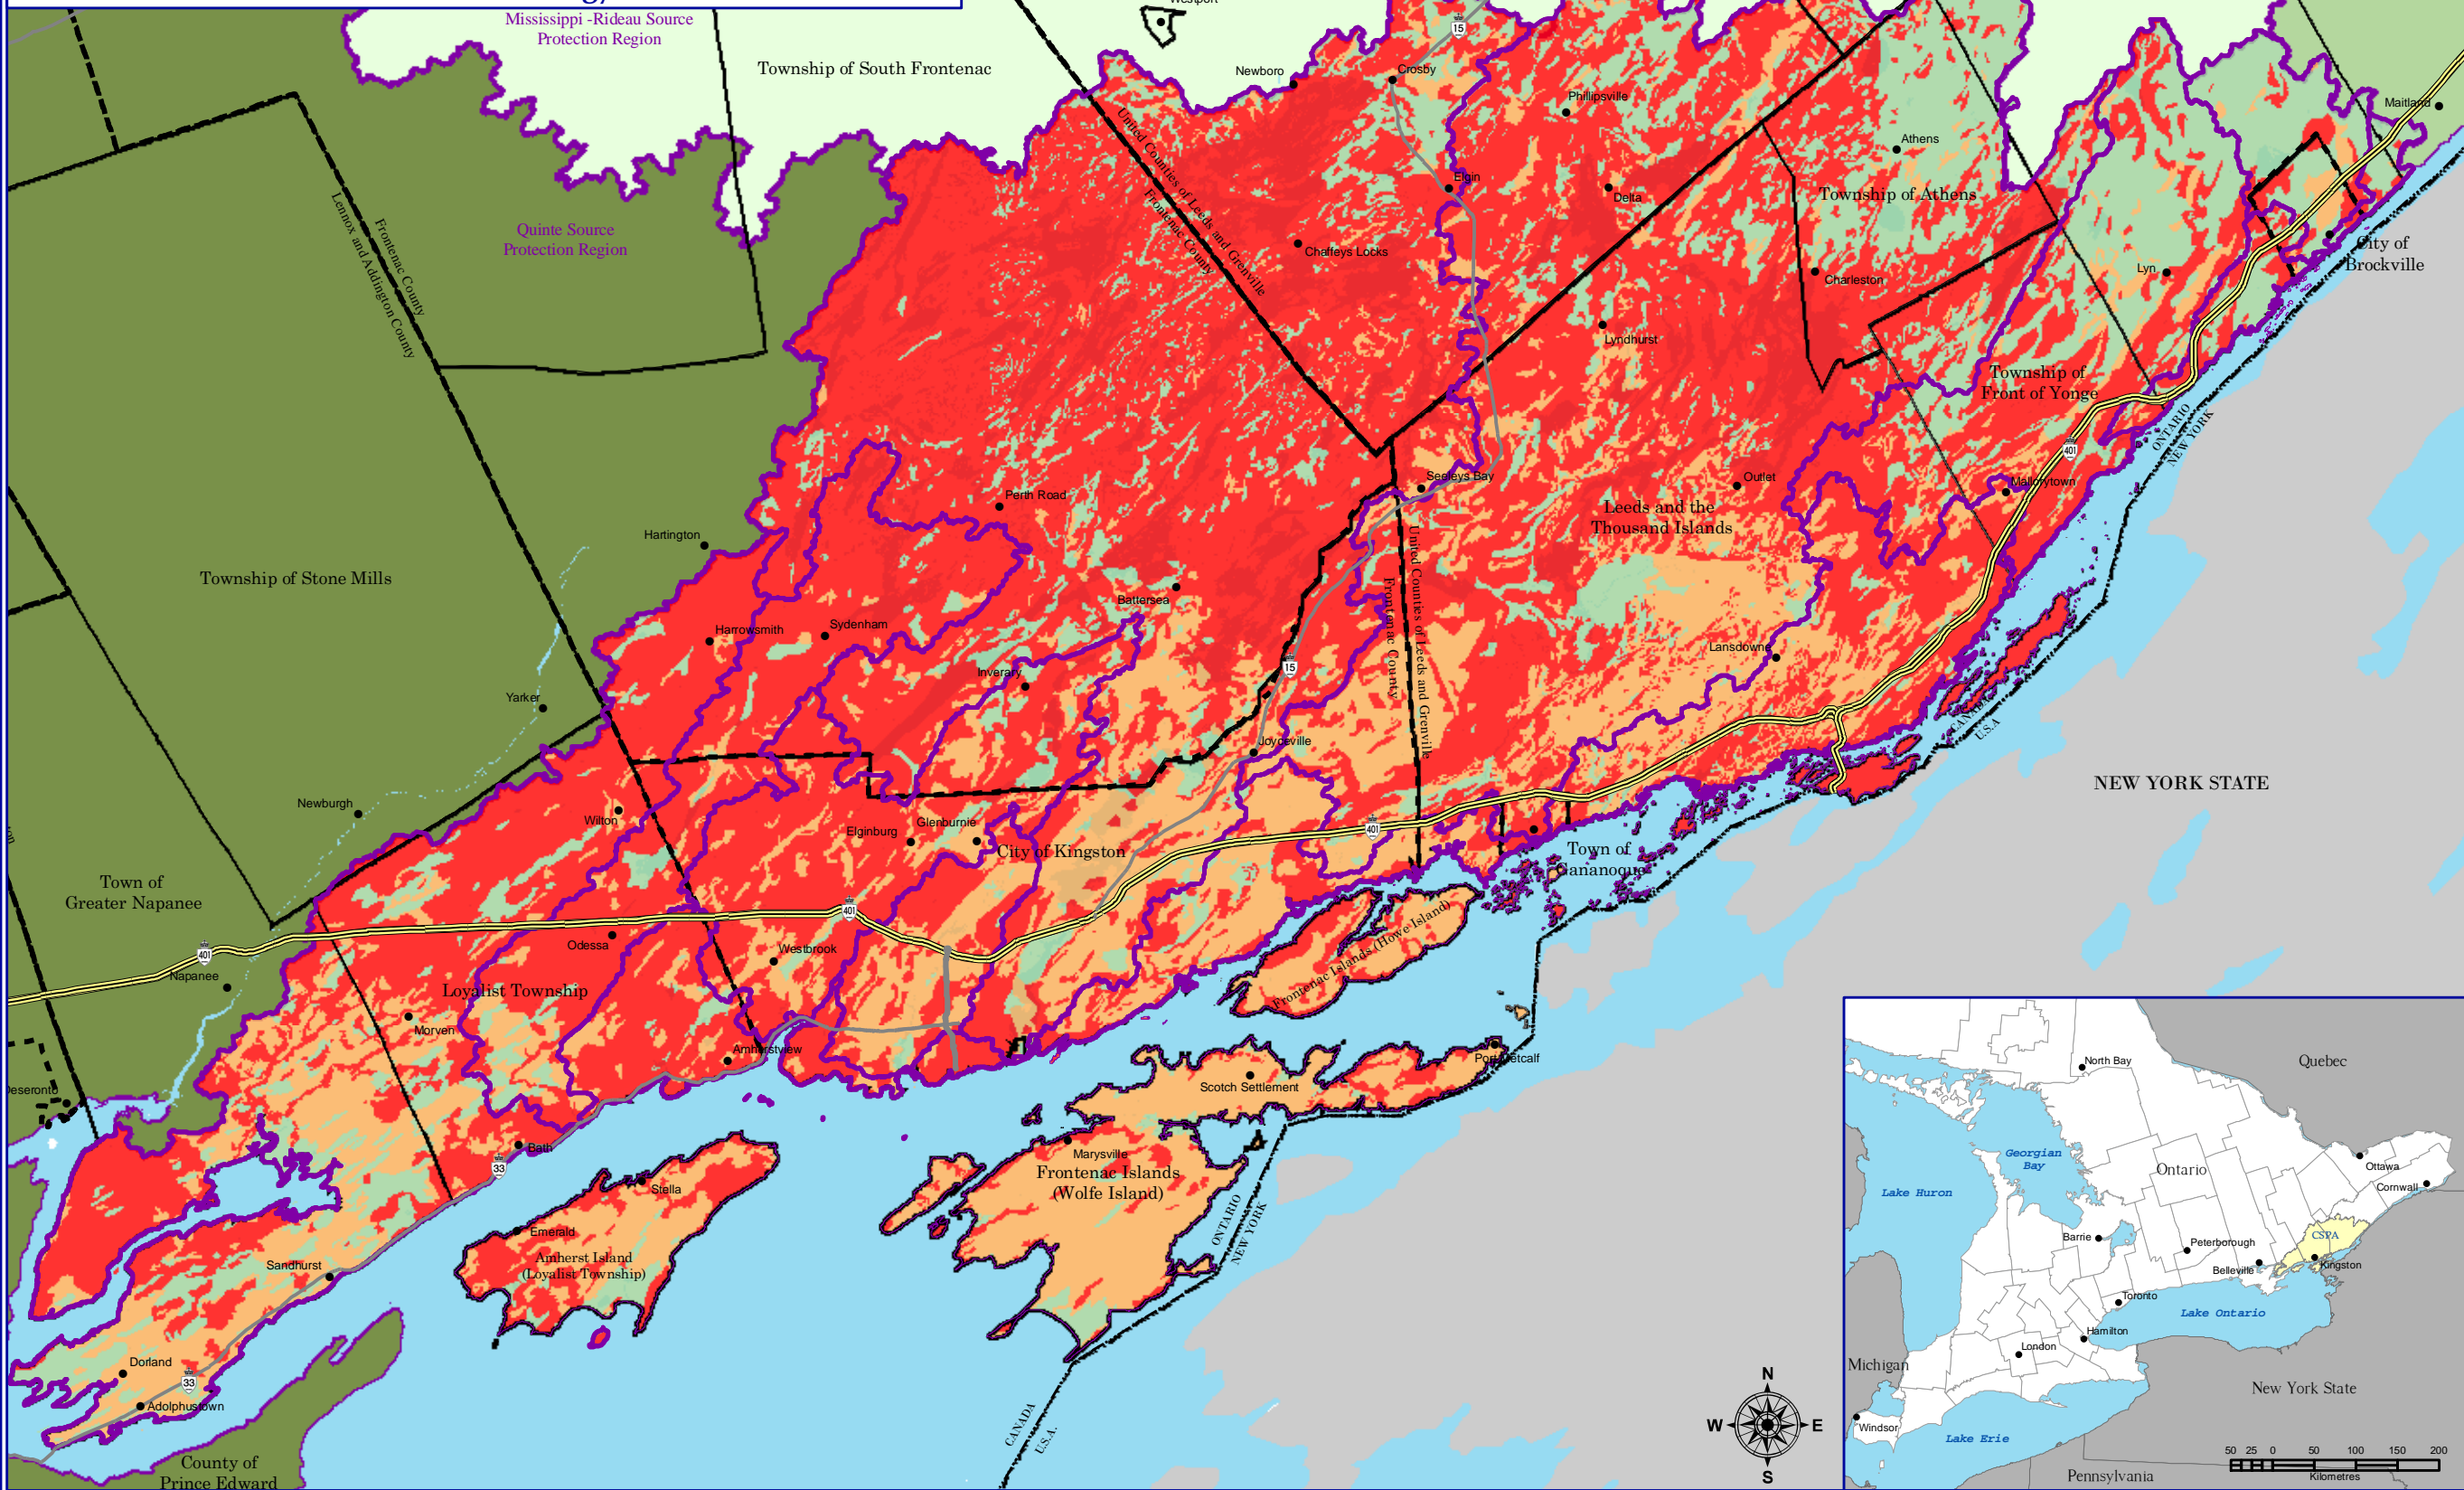 Westport
Mississippi -Rideau Source
Protection Region
Township of South Frontenac
15
Newboro
Crosby
Phillipsville
Maitland
Athens
Elgin
Delta
Township of Athens
United Counties of Leeds and Grenville
Frontenac County
Quinte Source
Protection Region
Frontenac County
Lennox and Addington County
Chaffeys Locks
Charleston
Lyn
City of
Brockville
Lyndhurst
Township of
Front of Yonge
ONTARIO
NEW YORK
401
Seeleys Bay
Outlet
Mallorytown
Perth Road
Leeds and the
Thousand Islands
Hartington
Township of Stone Mills
United Counties of Leeds and Grenville
Frontenac County
Battersea
Harrowsmith
Sydenham
Lansdowne
Inverary
15
Yarker
CANADA
U.S.A
Joyceville
NEW YORK STATE
Newburgh
Wilton
Elginburg
Glenburnie
401
City of Kingston
Town of
Gananoque
Town of
Greater Napanee
401
Frontenac Islands (Howe Island)
Odessa
Westbrook
401
Napanee
Loyalist Township
Morven
Amherstview
Port Metcalf
Scotch Settlement
Deseronto
Bath
33
Marysville
Frontenac Islands
(Wolfe Island)
Stella
Emerald
ONTARIO
NEW YORK
Amherst Island
(Loyalist Township)
Sandhurst
Dorland
33
Adolphustown
CANADA
U.S.A.
County of
Prince Edward
N
W
E
S
North Bay
Quebec
Georgian
Bay
Ontario
Ottawa
Lake Huron
Cornwall
CSPA
Barrie
Peterborough
Belleville
Kingston
Toronto
Lake Ontario
Hamilton
London
Michigan
New York State
Windsor
Lake Erie
50 25 0 50 100 150 200
Kilometres
Pennsylvania